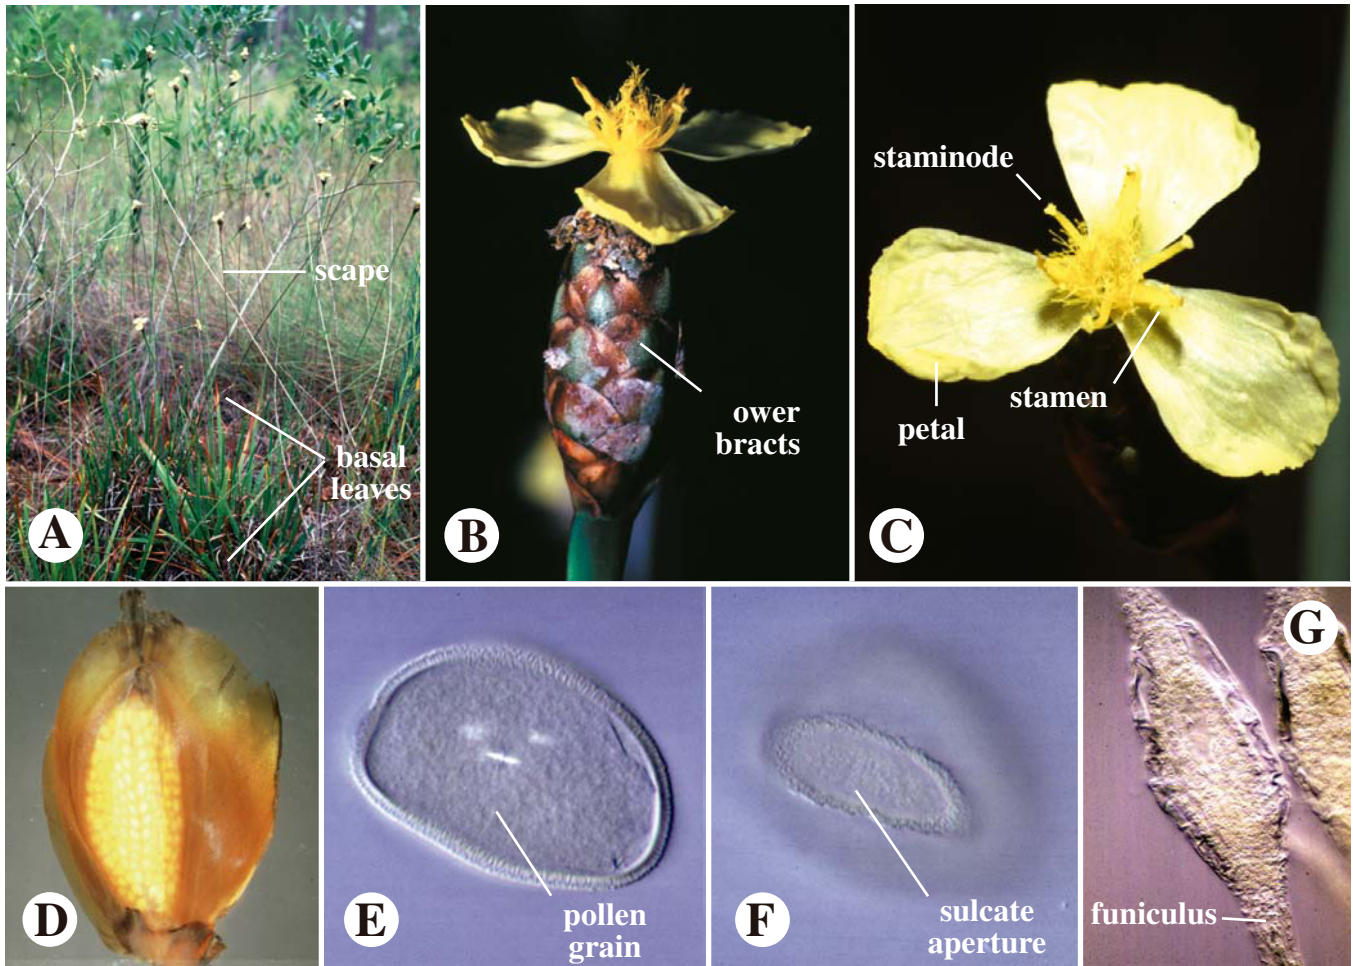 scape
basal
leaves
A
ower
bracts
B
staminode
petal
stamen
C
D
pollen
grain
E
sulcate
aperture
F
G
funiculus